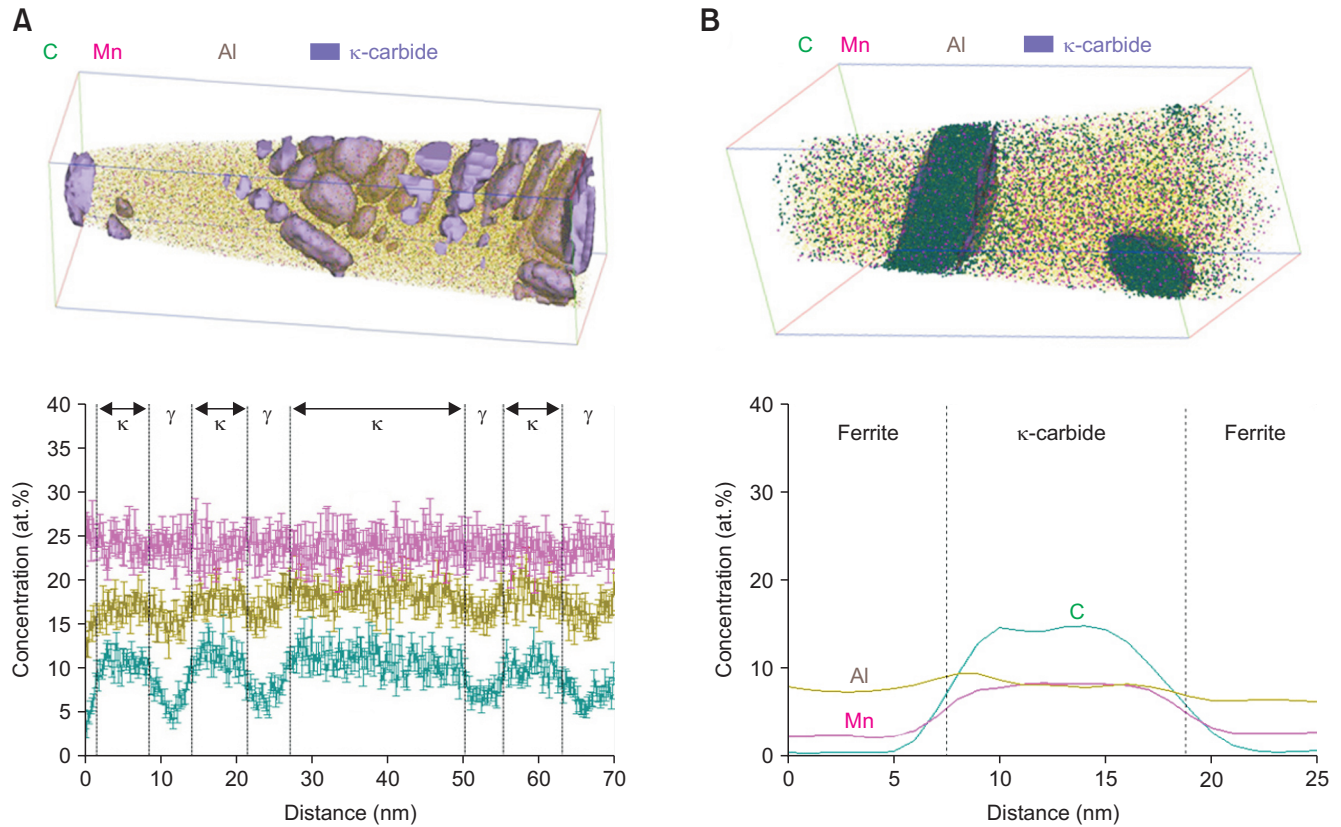 A
C Mn Al κ-carbide
B
C Mn Al κ-carbide
40
35
30
25
20
15
10
5
0
Concentration (at.%)
κ γ κ γ κ γ κ γ
0 10 20 30 40 50 60 70
Distance (nm)
40
30
20
10
0
Concentration (at.%)
Ferrite κ-carbide Ferrite
C
Al
Mn
0 5 10 15 20 25
Distance (nm)